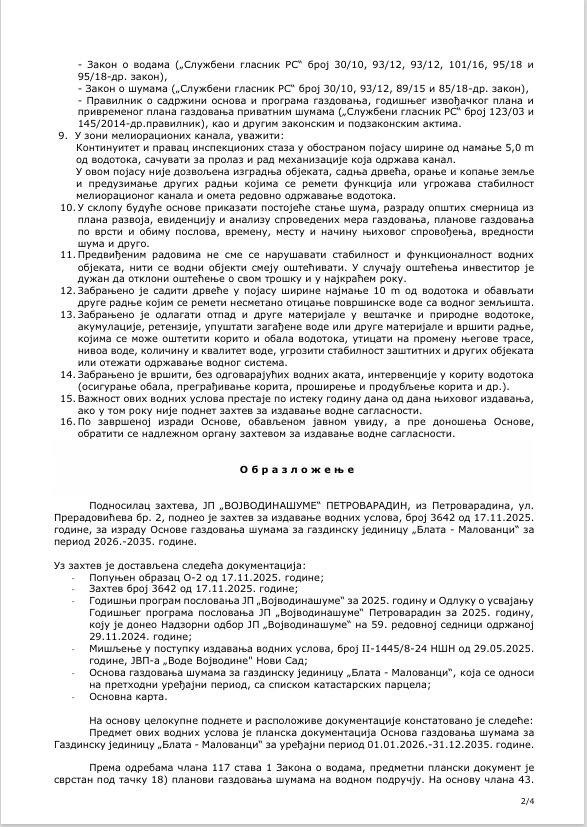 - Закон о водама („Службени гласник РС“ број 30/10, 93/12, 93/12, 101/16, 95/18 и
95/18-др. закон),
- Закон о шумама („Службени гласник РС“ број 30/10, 93/12, 89/15 и 85/18-др. закон),
- Правилник о садржини основа и програма газдовања, годишњег извођачког плана и
привременог плана газдовања приватним шумама („Службени гласник РС“ број 123/03 и
145/2014-др.правилник), као и другим законским и подзаконским актима.
9. У зони мелиорационих канала, уважити:
Континуитет и правац инспекционих стаза у обостраном појасу ширине од намање 5,0 m
од водотока, сачувати за пролаз и рад механизације која одржава канал.
У овом појасу није дозвољена изградња објеката, садња дрвећа, орање и копање земље
и предузимање других радњи којима се ремети функција или угрожава стабилност
мелиорационог канала и омета редовно одржавање водотока.
10. У склопу будуће основе приказати постојеће стање шума, разраду општих смерница из
плана развоја, евиденцију и анализу спроведених мера газдовања, планове газдовања
по врсти и обиму послова, времену, месту и начину њиховог спровођења, вредности
шума и друго.
11. Предвиђеним радовима не сме се нарушавати стабилност и функционалност водних
објеката, нити се водни објекти смеју оштећивати. У случају оштећења инвеститор је
дужан да отклони оштећење о свом трошку и у најкраћем року.
12. Забрањено је садити дрвеће у појасу ширине најмање 10 m од водотока и обављати
друге радње којим се ремети несметано отицање површинске воде са водног земљишта.
13. Забрањено је одлагати отпад и друге материјале у вештачке и природне водотоке,
акумулације, ретензије, упуштати загађене воде или друге материјале и вршити радње,
којима се може оштетити корито и обала водотока, утицати на промену његове трасе,
нивоа воде, количину и квалитет воде, угрозити стабилност заштитних и других објеката
или отежати одржавање водног система.
14. Забрањено је вршити, без одговарајућих водних аката, интервенције у кориту водотока
(осигурање обала, преграђивање корита, проширење и продубљење корита и др.).
15. Важност ових водних услова престаје по истеку годину дана од дана њиховог издавања,
ако у том року није поднет захтев за издавање водне сагласности.
16. По завршеној изради Основе, обављеном јавном увиду, а пре доношења Основе,
обратити се надлежном органу захтевом за издавање водне сагласности.
О б р а з л о ж е њ е
Подносилац захтева, ЈП „ВОЈВОДИНАШУМЕ“ ПЕТРОВАРАДИН, из Петроварадина, ул.
Прерадовићева бр. 2, поднео је захтев за издавање водних услова, број 3642 од 17.11.2025.
године, за израду Основе газдовања шумама за газдинску јединицу „Блата - Малованци“ за
период 2026.-2035. године.
Уз захтев је достављена следећа документација:
- Попуњен образац О-2 од 17.11.2025. године;
- Захтев број 3642 од 17.11.2025. године;
- Годишњи програм пословања ЈП „Војводинашуме“ за 2025. годину и Одлуку о усвајању
Годишњег програма пословања ЈП „Војводинашуме“ Петроварадин за 2025. годину,
коју је донео Надзорни одбор ЈП „Војводинашуме“ на 59. редовној седници одржаној
29.11.2024. године;
- Мишљење у поступку издавања водних услова, број II-1445/8-24 НШН од 29.05.2025.
године, ЈВП-а „Воде Војводине" Нови Сад;
- Основа газдовања шумама за газдинску јединицу „Блата - Малованци“, која се односи
на претходни уређајни период, са списком катастарских парцела;
- Основна карта.
На основу целокупне поднете и расположиве документације констатовано је следеће:
Предмет ових водних услова је планска документација Основа газдовања шумама за
Газдинску јединицу „Блата - Малованци“ за уређајни период 01.01.2026.-31.12.2035. године.
Према одребама члана 117 става 1 Закона о водама, предметни плански документ је
сврстан под тачку 18) планови газдовања шумама на водном подручју. На основу члана 43.
2/4